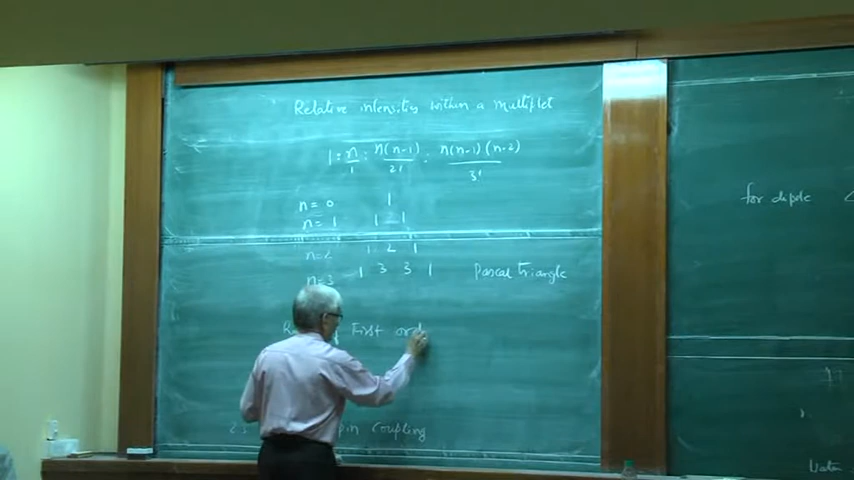 Relative intensity within a multiplet
1 : n/1 : n(n-1)/2! : n(n-1)(n-2)/3!
n = 0 1
n = 1 1 1
n=2 1 2 1
n=3 1 3 3 1
Pascal triangle
First ord
pin Coupling
for dipole